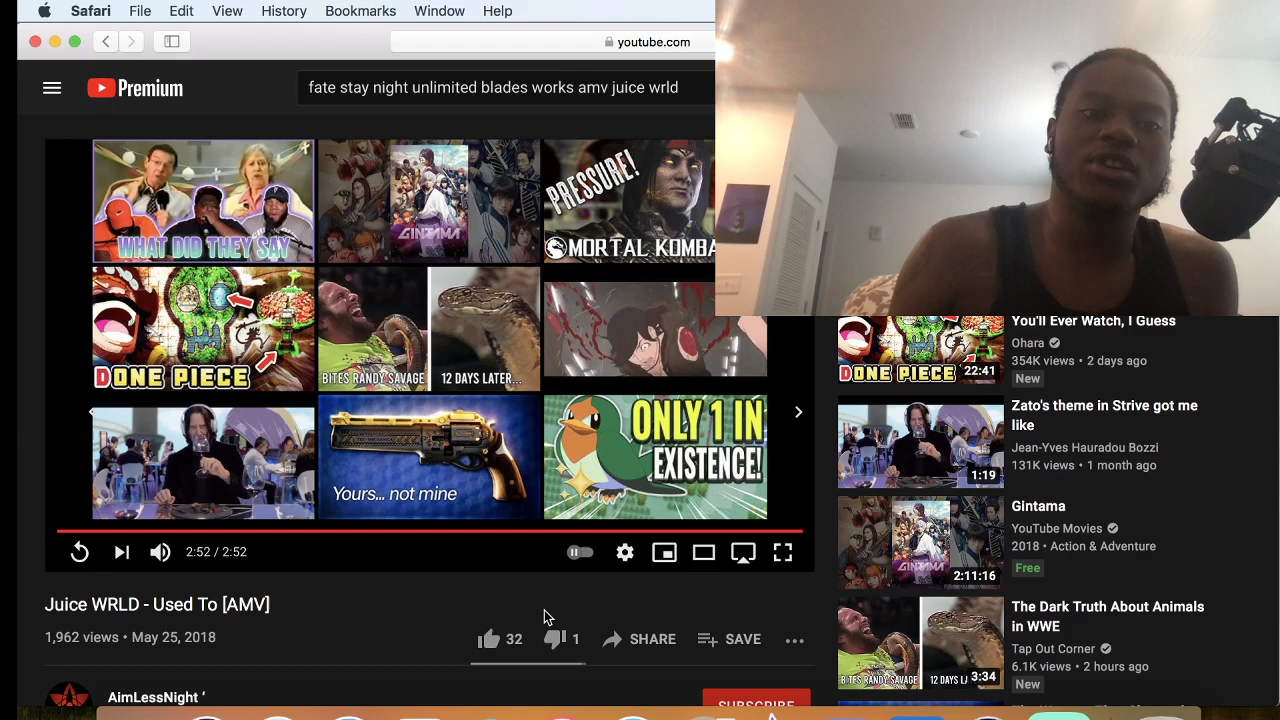 Safari File Edit View History Bookmarks Window Help
youtube.com
Premium
fate stay night unlimited blades works amv juice wrld
WHAT DID THEY SAY
GINTAMA
PRESSURE!
MORTAL KOMBA
DONE PIECE
BITES RANDY SAVAGE
12 DAYS LATER...
Yours... not mine
ONLY 1 IN
EXISTENCE!
2:52 / 2:52
Juice WRLD - Used To [AMV]
1,962 views • May 25, 2018
32
1
SHARE
SAVE
AimLessNight ‘
SUBSCRIBE
You'll Ever Watch, I Guess
Ohara
354K views • 2 days ago
New
DONE PIECE
22:41
Zato's theme in Strive got me
like
Jean-Yves Hauradou Bozzi
131K views • 1 month ago
1:19
Gintama
YouTube Movies
2018 • Action & Adventure
Free
GINTAMA
2:11:16
The Dark Truth About Animals
in WWE
Tap Out Corner
6.1K views • 2 hours ago
New
BITES RANDY SAVAGE
12 DAYS LA
3:34